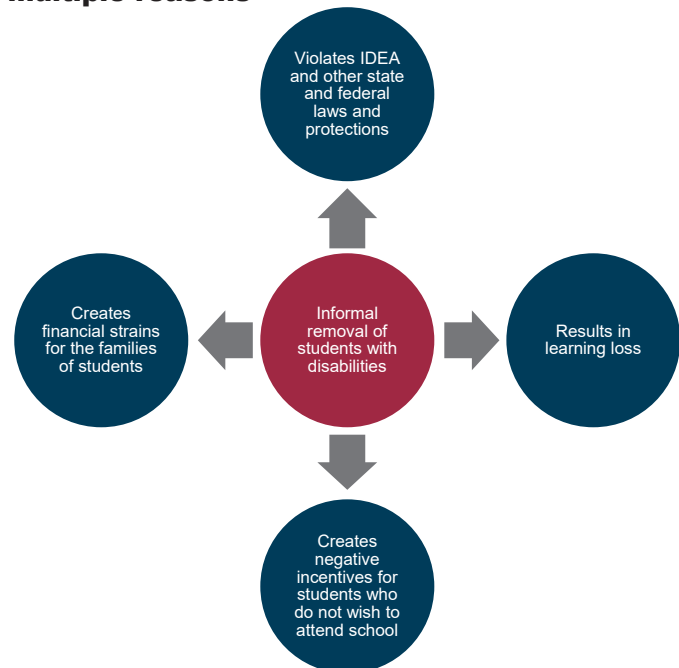 multiple reasons
Violates IDEA
and other state
and federal
laws and
protections
Creates
financial strains
for the families
of students
Informal
removal of
students with
disabilities
Results in
learning loss
Creates
negative
incentives for
students who
do not wish to
attend school